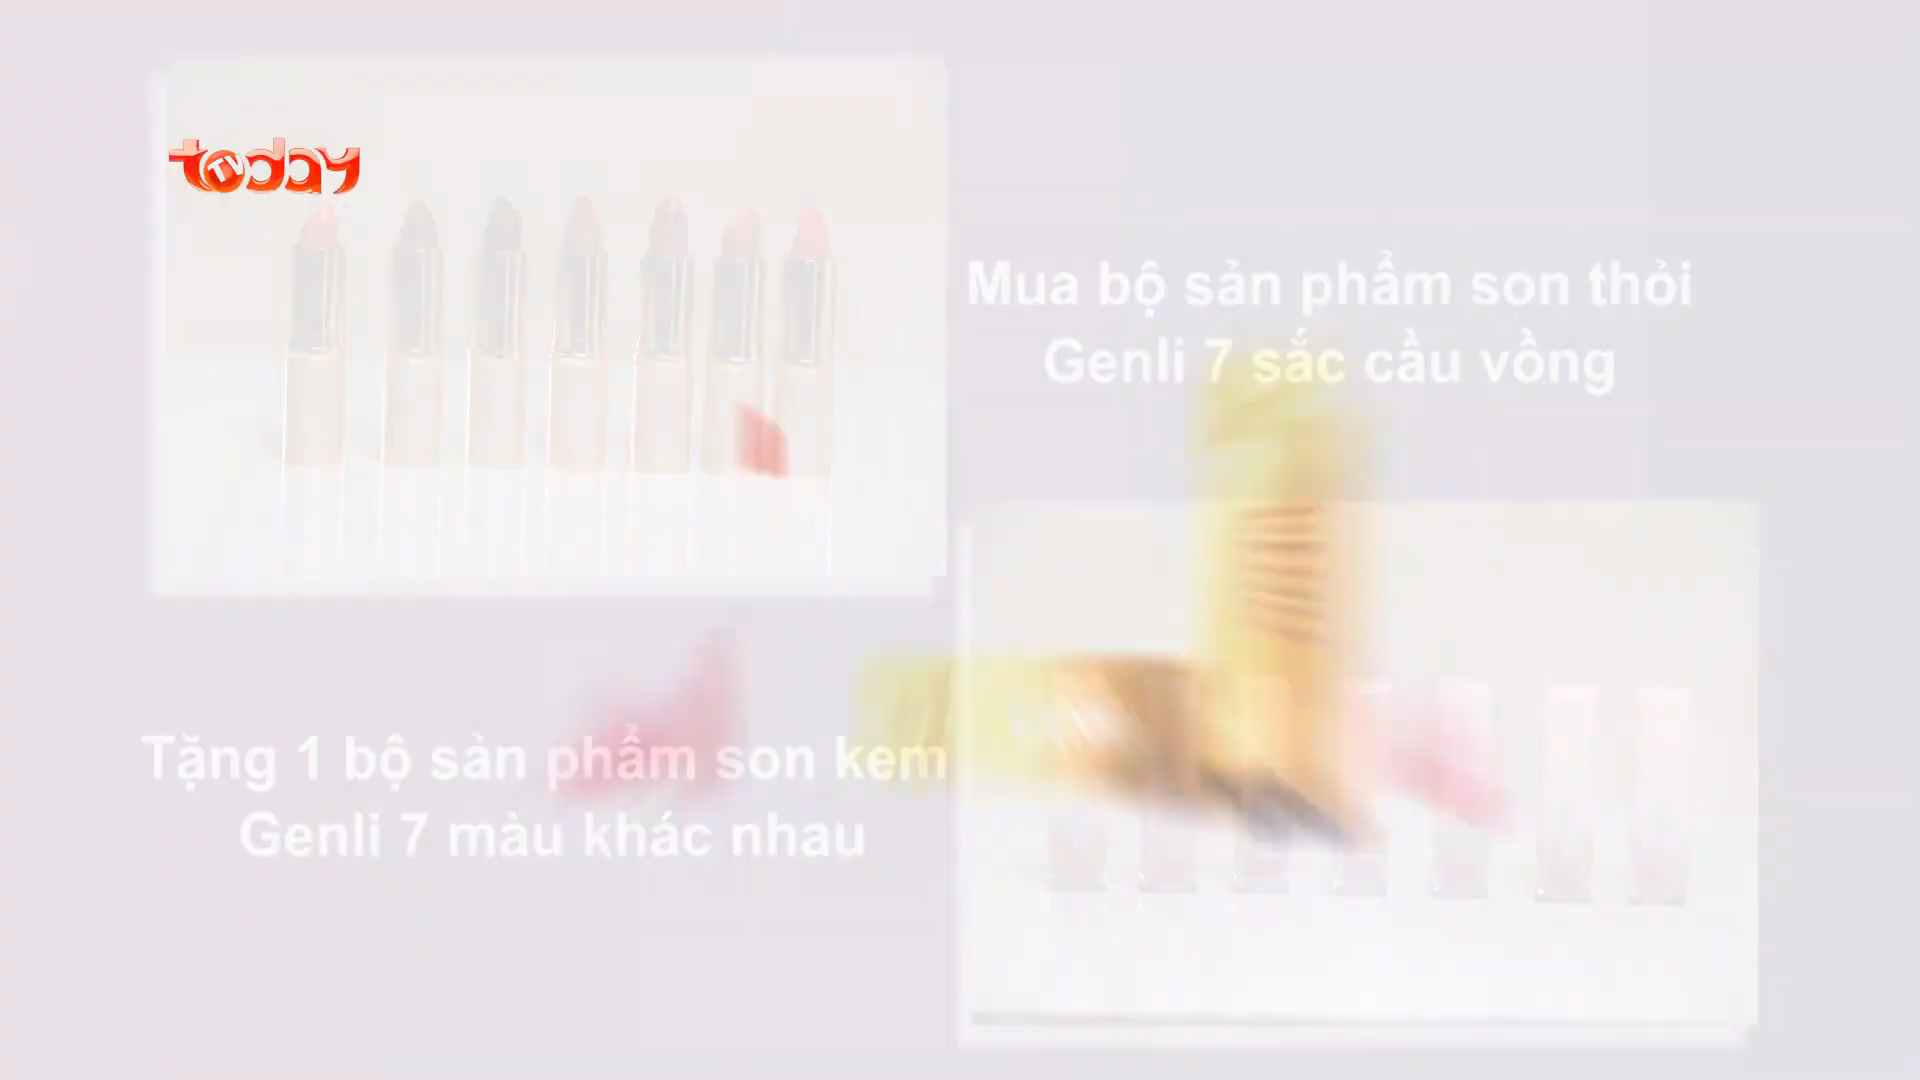 today
TV
Mua bộ sản phẩm son thỏi
Genli 7 sắc cầu vồng
Tặng 1 bộ sản phẩm son kem
Genli 7 màu khác nhau